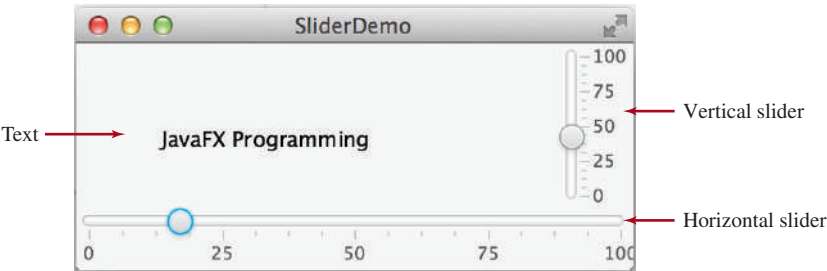 SliderDemo
100
75
Vertical slider
Text
JavaFX Programming
50
25
0
Horizontal slider
0 25 50 75 100